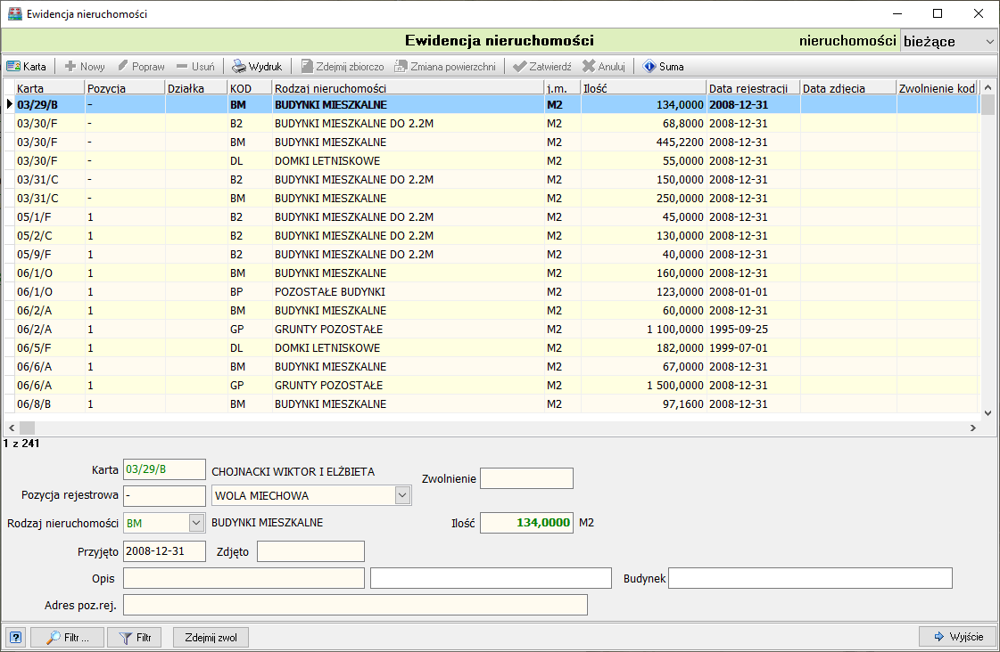 Ewidencja nieruchomości
Ewidencja nieruchomości nieruchomości bieżące
Karta Nowy Popraw Usuń Wydruk Zdejmij zbiorczo Zmiana powierzchni Zatwierdź Anuluj Suma
Karta Pozycja Działka KOD Rodzaj nieruchomości j.m. Ilość Data rejestracji Data zdjęcia Zwolnienie kod
03/29/B - BM BUDYNKI MIESZKALNE M2 134,0000 2008-12-31
03/30/F - B2 BUDYNKI MIESZKALNE DO 2.2M M2 68,8000 2008-12-31
03/30/F - BM BUDYNKI MIESZKALNE M2 445,2200 2008-12-31
03/30/F - DL DOMKI LETNISKOWE M2 55,0000 2008-12-31
03/31/C - B2 BUDYNKI MIESZKALNE DO 2.2M M2 150,0000 2008-12-31
03/31/C - BM BUDYNKI MIESZKALNE M2 250,0000 2008-12-31
05/1/F 1 B2 BUDYNKI MIESZKALNE DO 2.2M M2 45,0000 2008-12-31
05/2/C 1 B2 BUDYNKI MIESZKALNE DO 2.2M M2 130,0000 2008-12-31
05/9/F 1 B2 BUDYNKI MIESZKALNE DO 2.2M M2 40,0000 2008-12-31
06/1/O 1 BM BUDYNKI MIESZKALNE M2 160,0000 2008-12-31
06/1/O 1 BP POZOSTAŁE BUDYNKI M2 123,0000 2008-01-01
06/2/A 1 BM BUDYNKI MIESZKALNE M2 60,0000 2008-12-31
06/2/A 1 GP GRUNTY POZOSTAŁE M2 1 100,0000 1995-09-25
06/5/F 1 DL DOMKI LETNISKOWE M2 182,0000 1999-07-01
06/6/A 1 BM BUDYNKI MIESZKALNE M2 67,0000 2008-12-31
06/6/A 1 GP GRUNTY POZOSTAŁE M2 1 500,0000 2008-12-31
06/8/B 1 BM BUDYNKI MIESZKALNE M2 97,1600 2008-12-31
1 z 241
Karta 03/29/B CHOJNACKI WIKTOR I ELŻBIETA Zwolnienie
Pozycja rejestrowa - WOLA MIECHOWA
Rodzaj nieruchomości BM BUDYNKI MIESZKALNE Ilość 134,0000 M2
Przyjęto 2008-12-31 Zdjęto
Opis Budynek
Adres poz.rej.
? Filtr ... Filtr Zdejmij zwol Wyjście